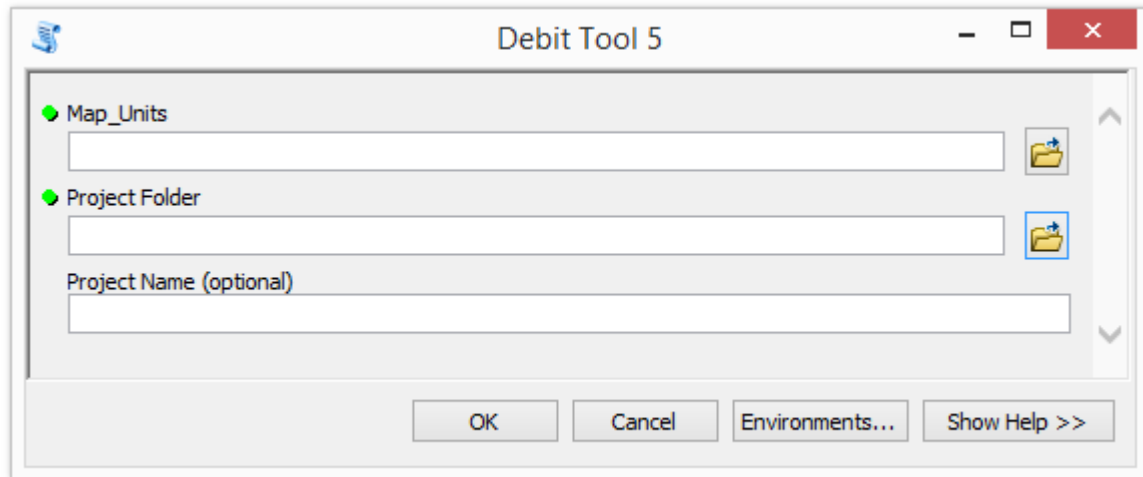 Debit Tool 5
Map_Units
Project Folder
Project Name (optional)
OK Cancel Environments... Show Help >>